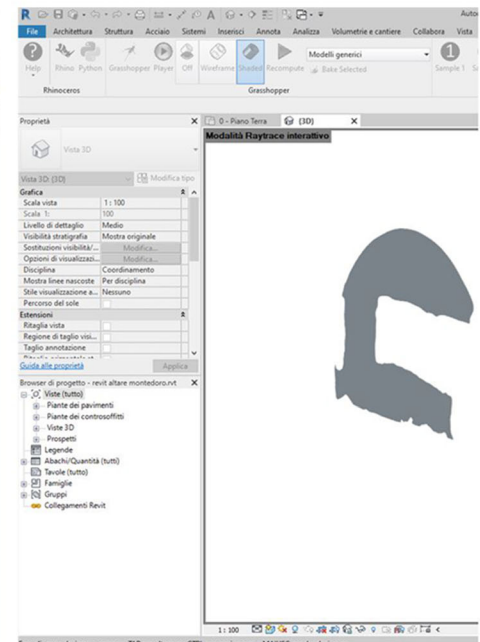 R
Auto
File Architettura Struttura Acciaio Sistemi Inserisci Annota Analizza Volumetrie e cantiere Collabora Vista
Help Rhino Python Grasshopper Player Off Wireframe Shaded Recompute
Modelli generici
Bake Selected
Sample 1
Rhinoceros Grasshopper
Proprietà
0 - Piano Terra {3D}
Modalità Raytrace interattivo
Vista 3D
Vista 3D: {3D} Modifica tipo
Grafica
Scala vista 1 : 100
Scala 1: 100
Livello di dettaglio Medio
Visibilità stratigrafia Mostra originale
Sostituzioni visibilità/... Modifica...
Opzioni di visualizzazi... Modifica...
Disciplina Coordinamento
Mostra linee nascoste Per disciplina
Stile visualizzazione a... Nessuno
Percorso del sole
Estensioni
Ritaglia vista
Regione di taglio visi...
Taglio annotazione
Guida alle proprietà Applica
Browser di progetto - revit altare montedoro.rvt
Viste (tutto)
Piante dei pavimenti
Piante dei controsoffitti
Viste 3D
Prospetti
Legende
Abachi/Quantità (tutti)
Tavole (tutto)
Famiglie
Gruppi
Collegamenti Revit
1 : 100